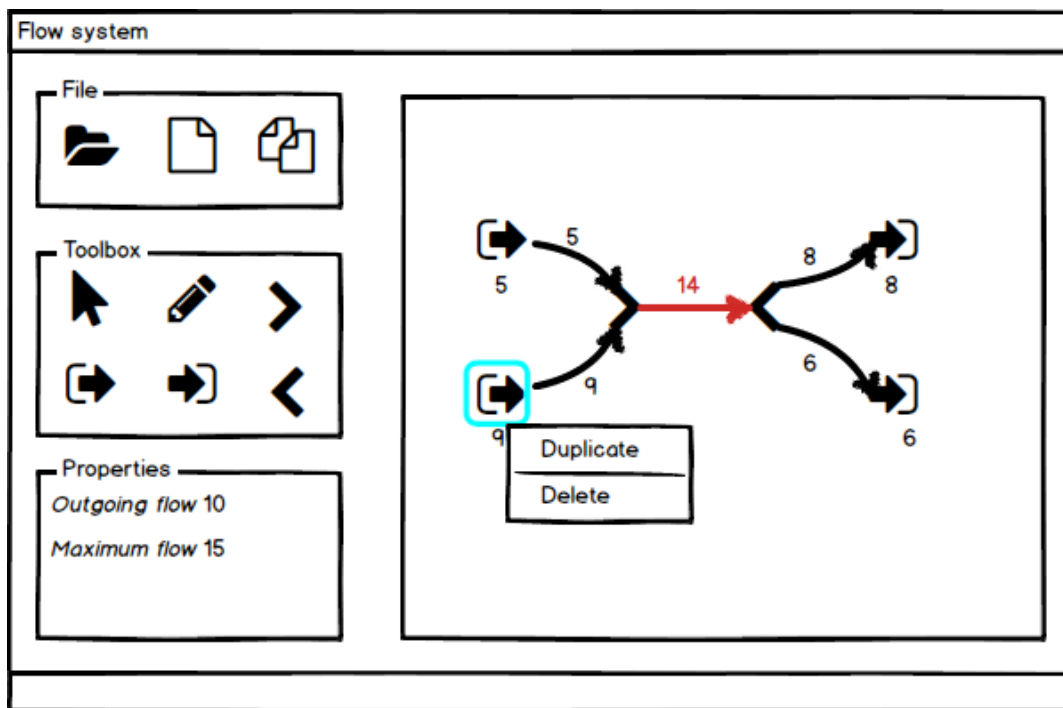 Flow system
File
Toolbox
Properties
Outgoing flow 10
Maximum flow 15
5
5
14
8
8
9
9
6
6
Duplicate
Delete